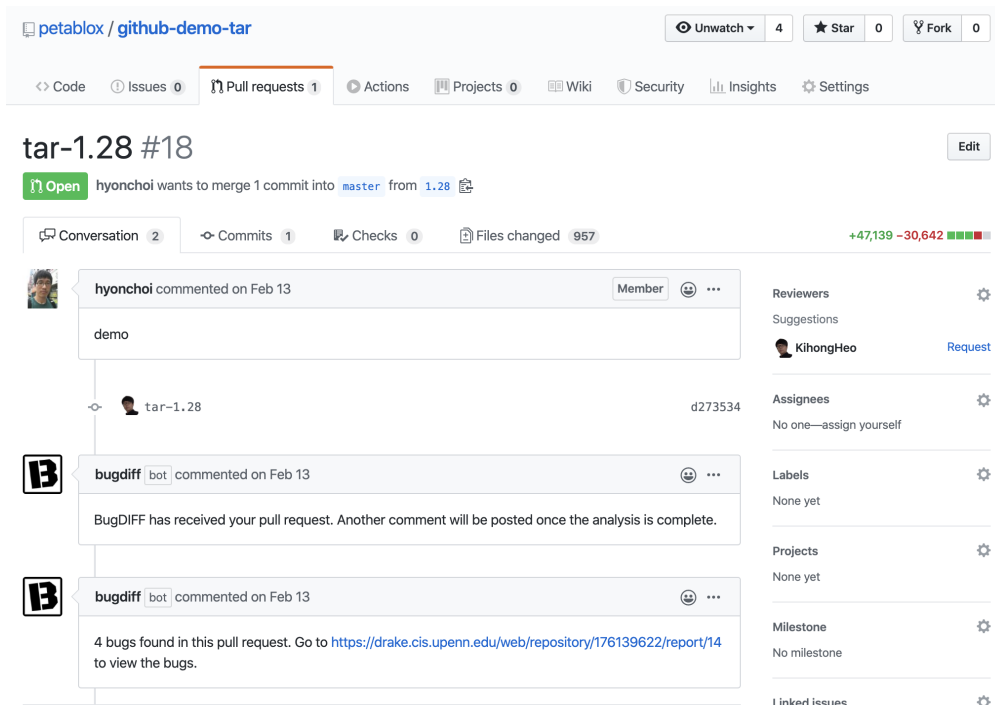 petablox / github-demo-tar
Unwatch 4 Star 0 Fork 0
Code Issues 0 Pull requests 1 Actions Projects 0 Wiki Security Insights Settings
tar-1.28 #18
Edit
Open hyonchoi wants to merge 1 commit into master from 1.28
Conversation 2 Commits 1 Checks 0 Files changed 957 +47,139 −30,642
hyonchoi commented on Feb 13 Member
demo
tar-1.28 d273534
B
bugdiff bot commented on Feb 13
BugDIFF has received your pull request. Another comment will be posted once the analysis is complete.
B
bugdiff bot commented on Feb 13
4 bugs found in this pull request. Go to https://drake.cis.upenn.edu/web/repository/176139622/report/14
to view the bugs.
Reviewers
Suggestions
KihongHeo Request
Assignees
No one—assign yourself
Labels
None yet
Projects
None yet
Milestone
No milestone
Linked issues